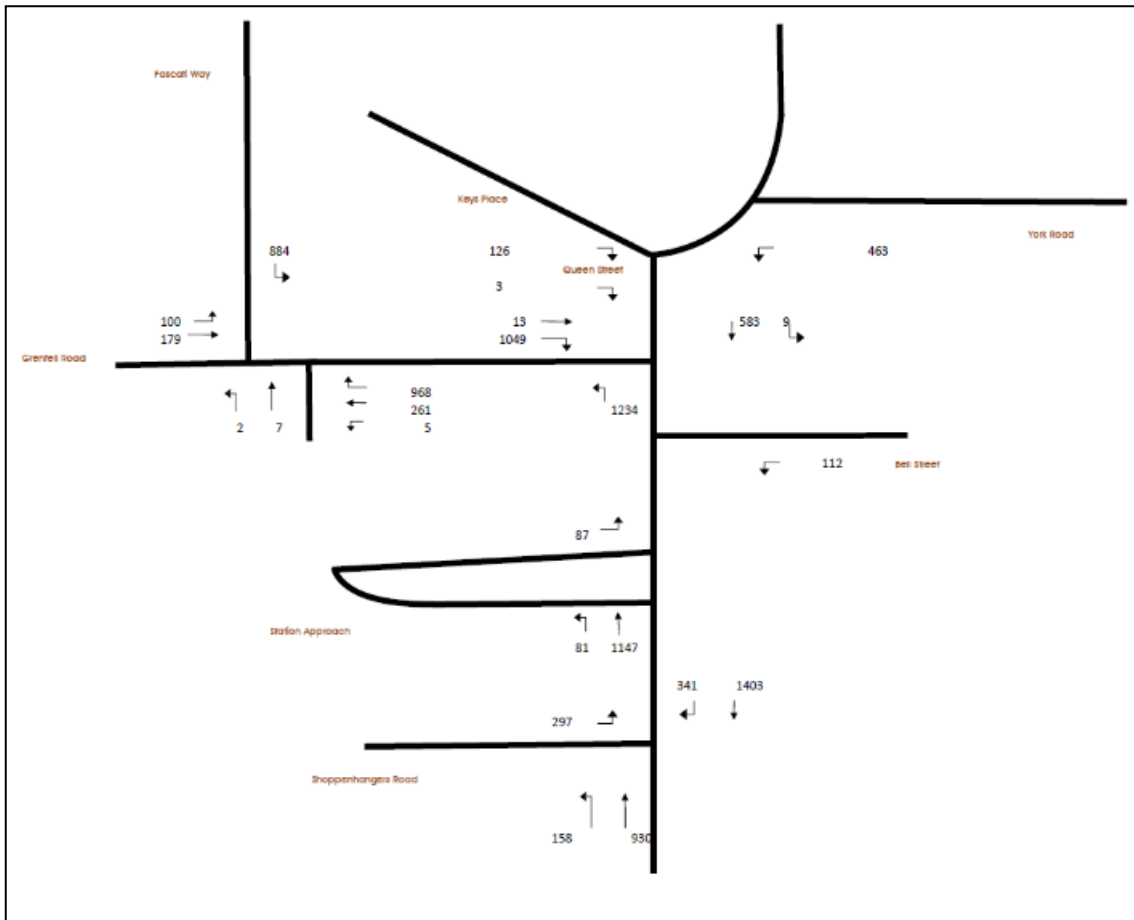 Foscati Way
Keys Place
York Road
884
126
463
Queen Street
3
100
13
583 9
179
1049
Grenfell Road
968
261
1234
2 7
5
112
Bell Street
87
Station Approach
81 1147
341 1403
297
Shoppenhangers Road
158 930